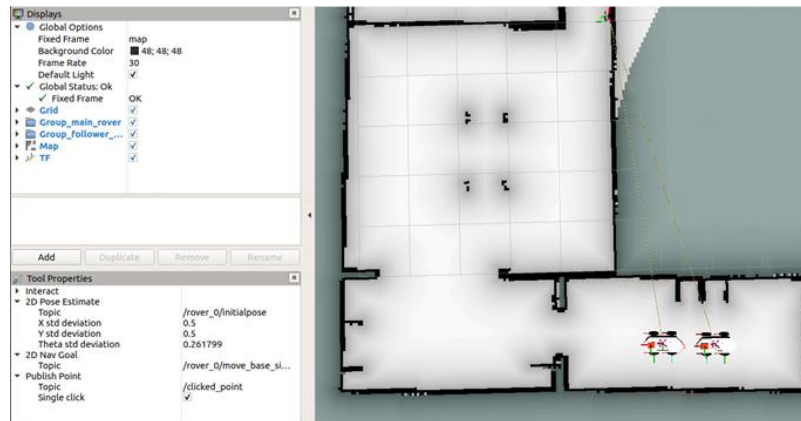 Displays
Global Options
Fixed Frame map
Background Color 48; 48; 48
Frame Rate 30
Default Light
Global Status: Ok
Fixed Frame OK
Grid
Group_main_rover
Group_follower_...
Map
TF
Add Duplicate Remove Rename
Tool Properties
Interact
2D Pose Estimate
Topic /rover_0/initialpose
X std deviation 0.5
Y std deviation 0.5
Theta std deviation 0.261799
2D Nav Goal
Topic /rover_0/move_base_si...
Publish Point
Topic /clicked_point
Single click